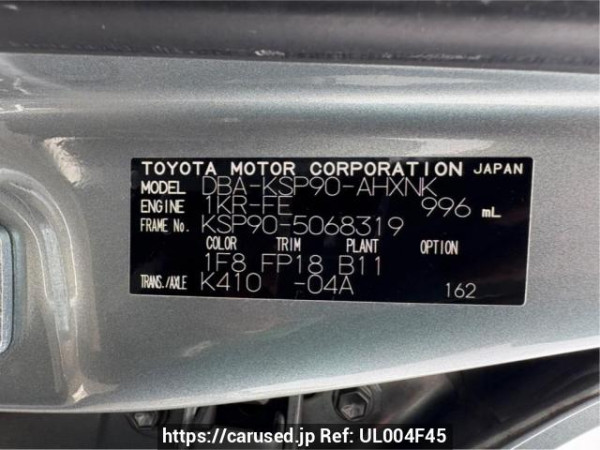 TOYOTA MOTOR CORPORATION JAPAN
MODEL DBA-KSP90-AHXNK
ENGINE 1KR-FE 996 mL
FRAME No. KSP90-5068319
COLOR TRIM PLANT OPTION
1F8 FP18 B11
TRANS./AXLE K410 -04A 162
https://carused.jp Ref: UL004F45